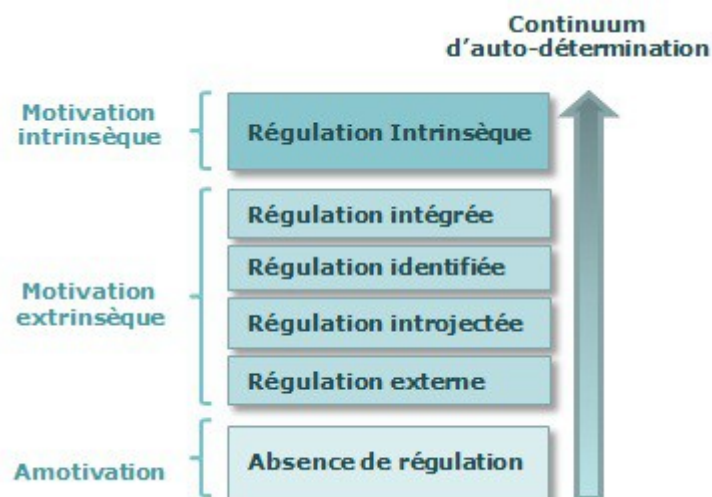 Continuum
d'auto-détermination
Motivation
intrinsèque
Régulation Intrinsèque
Motivation
extrinsèque
Régulation intégrée
Régulation identifiée
Régulation introjectée
Régulation externe
Amotivation
Absence de régulation